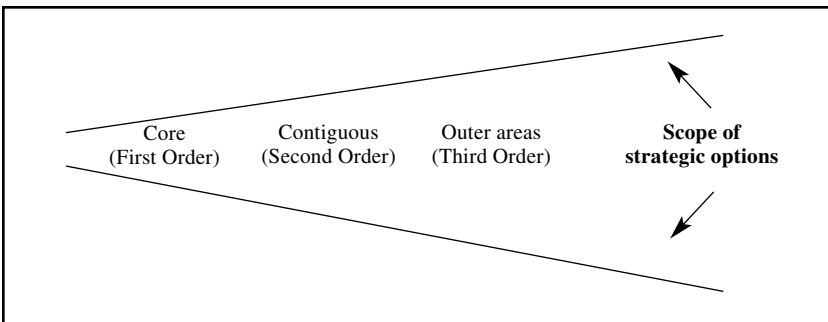 Core
(First Order)
Contiguous
(Second Order)
Outer areas
(Third Order)
Scope of
strategic options